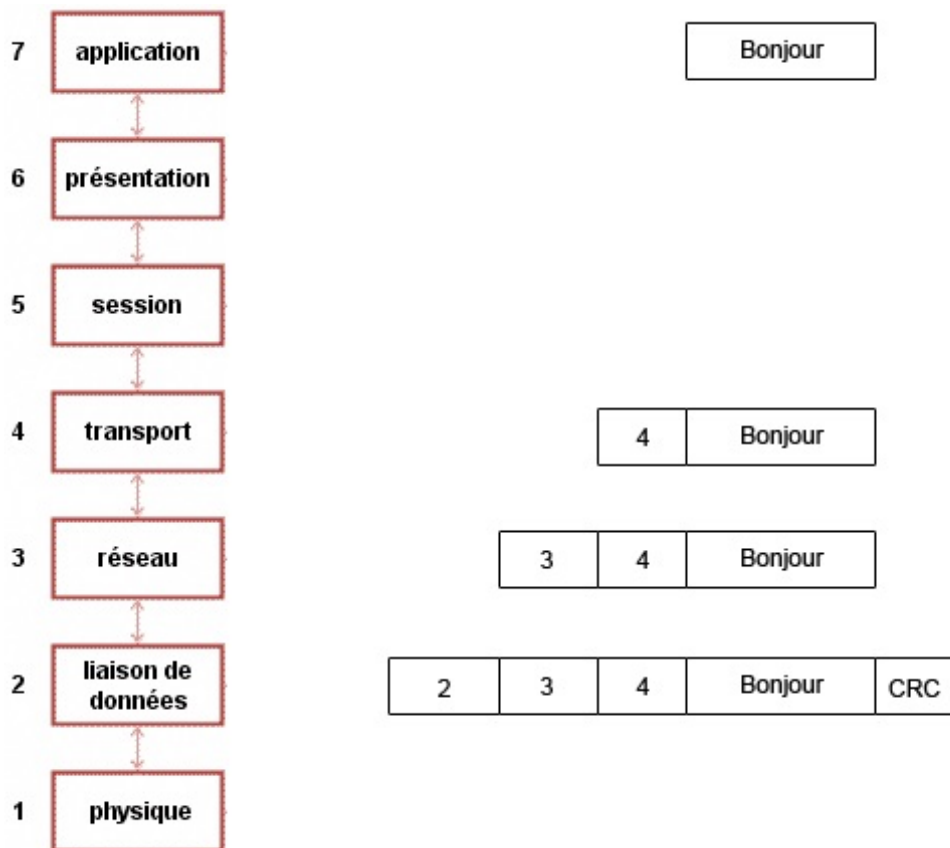 7 application Bonjour
6 présentation
5 session
4 transport 4 Bonjour
3 réseau 3 4 Bonjour
2 liaison de données 2 3 4 Bonjour CRC
1 physique